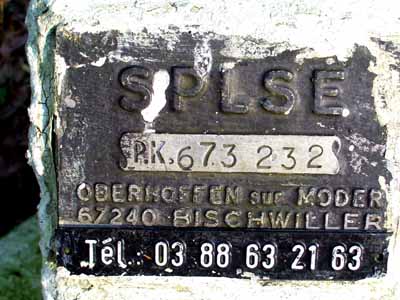 SPLSE
P.K. 673 232
OBERHOFFEN sur MODER
67240 BISCHWILLER
Tél.: 03 88 63 21 63